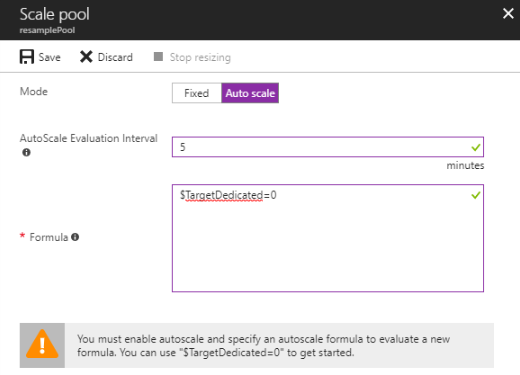 Scale pool
resamplePool
Save Discard Stop resizing
Mode Fixed Auto scale
AutoScale Evaluation Interval
5
minutes
$TargetDedicated=0
* Formula
You must enable autoscale and specify an autoscale formula to evaluate a new
formula. You can use "$TargetDedicated=0" to get started.